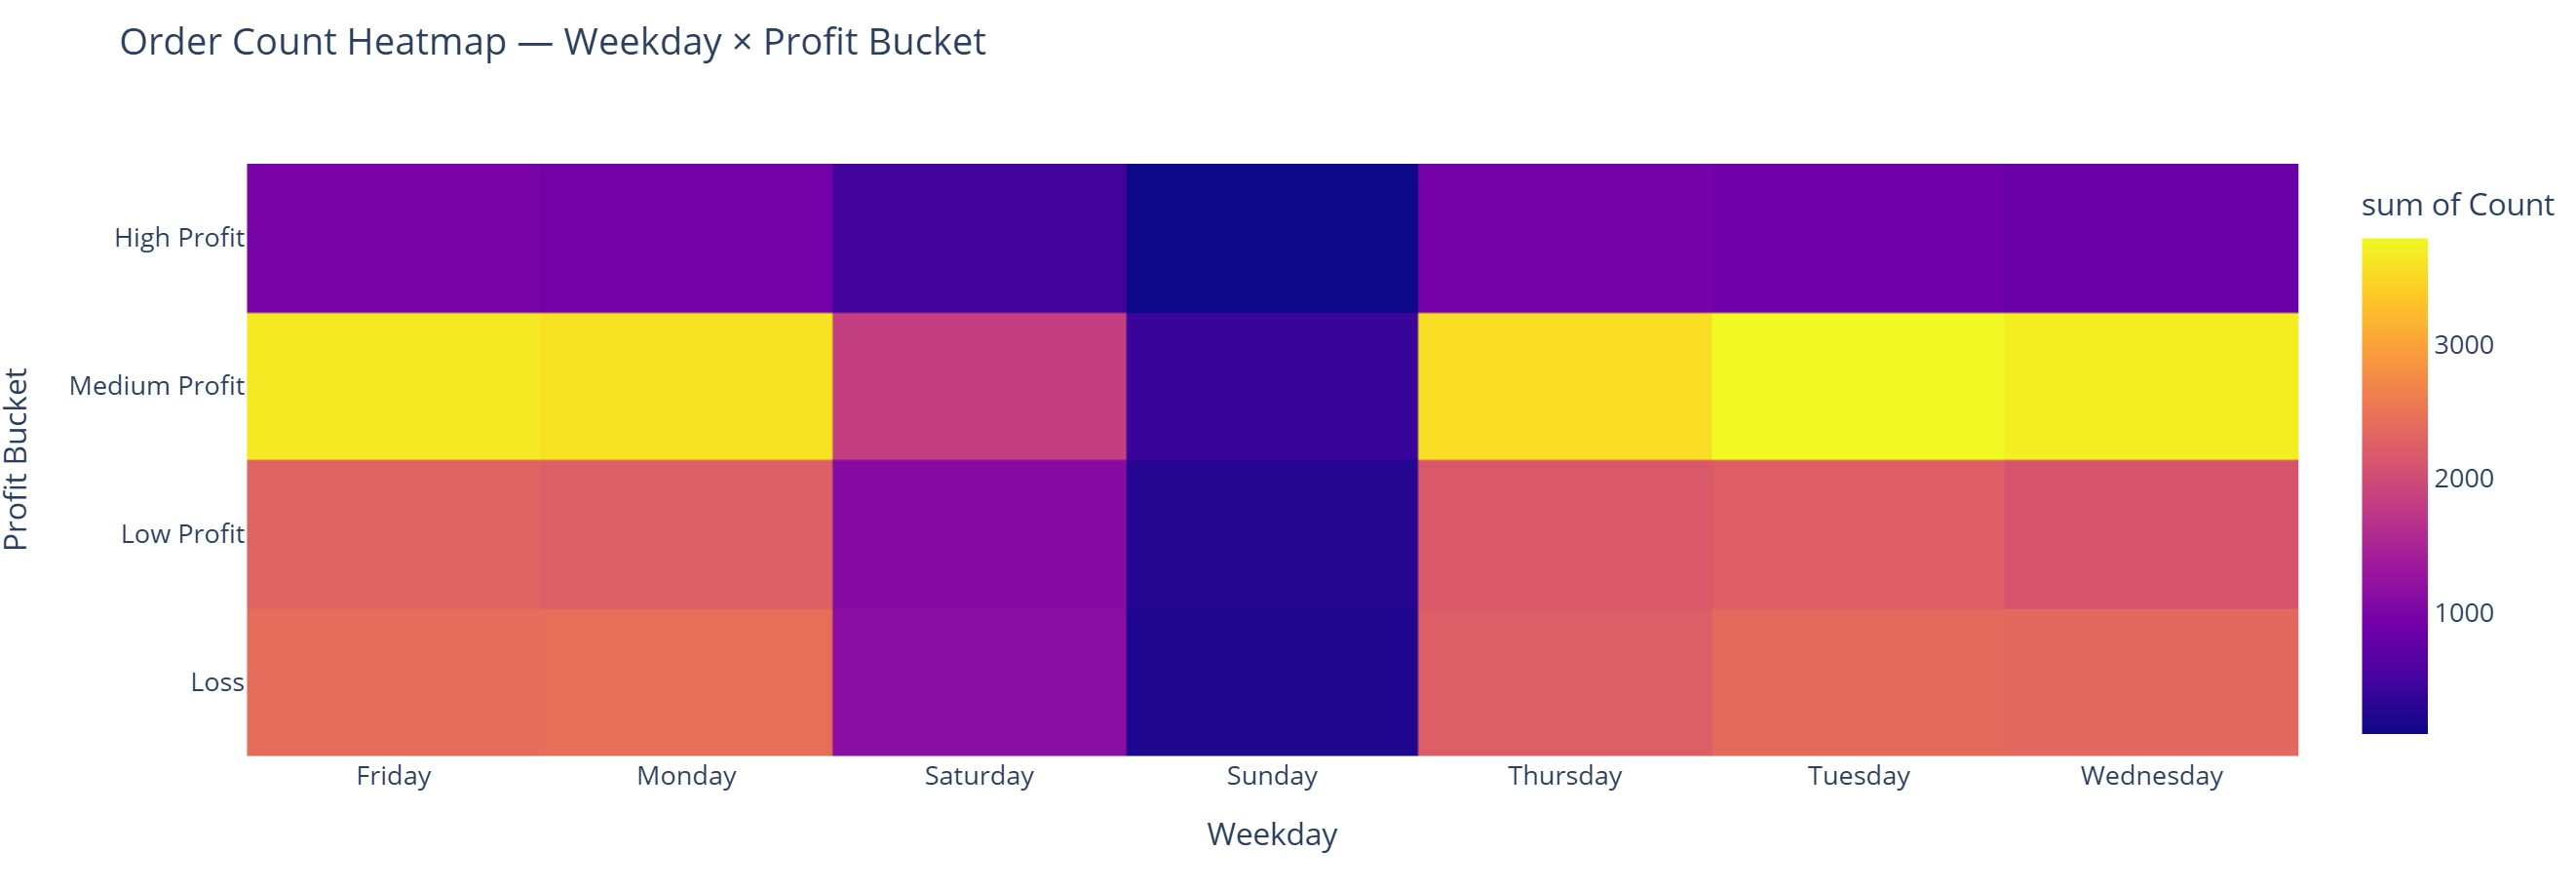 Order Count Heatmap — Weekday × Profit Bucket
sum of Count
3000
2000
1000
Profit Bucket
High Profit
Medium Profit
Low Profit
Loss
Friday Monday Saturday Sunday Thursday Tuesday Wednesday
Weekday